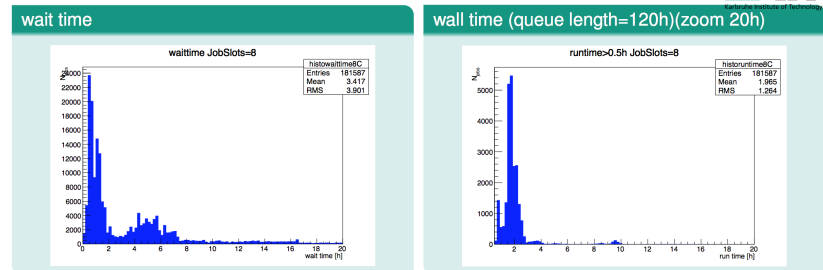 Karlsruhe Institute of Technology
wait time
waittime JobSlots=8
histowaittime8C
Entries 181587
Mean 3.417
RMS 3.901
N_jobs
24000
22000
20000
18000
16000
14000
12000
10000
8000
6000
4000
2000
0
0 2 4 6 8 10 12 14 16 18 20
wait time [h]
wall time (queue length=120h)(zoom 20h)
runtime>0.5h JobSlots=8
historuntime8C
Entries 181587
Mean 1.965
RMS 1.264
N_jobs
5000
4000
3000
2000
1000
0
2 4 6 8 10 12 14 16 18 20
run time [h]